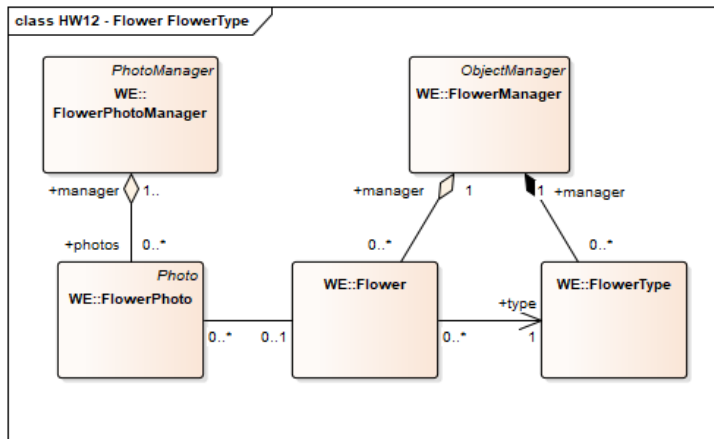 class HW12 - Flower FlowerType
PhotoManager
WE::
FlowerPhotoManager
ObjectManager
WE::FlowerManager
+manager
1..
+manager
1
1
+manager
+photos
0..*
0..*
0..*
Photo
WE::FlowerPhoto
WE::Flower
WE::FlowerType
+type
0..*
0..1
0..*
1